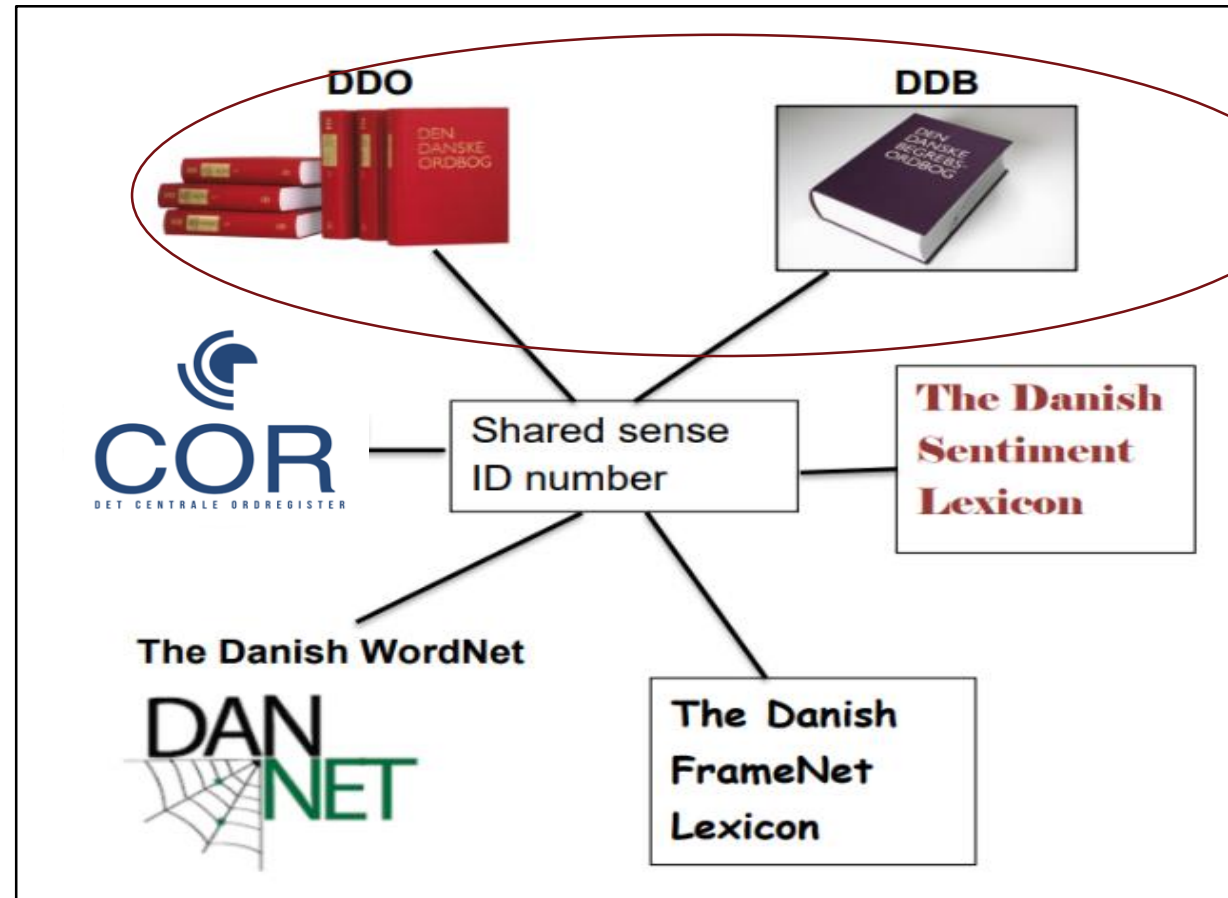 DDO
DDB
DEN
DANSKE
ORDBOG
DEN
DANSKE
BEGREBS-
ORDBOG
COR
DET CENTRALE ORDREGISTER
Shared sense
ID number
The Danish
Sentiment
Lexicon
The Danish WordNet
DAN
NET
The Danish
FrameNet
Lexicon